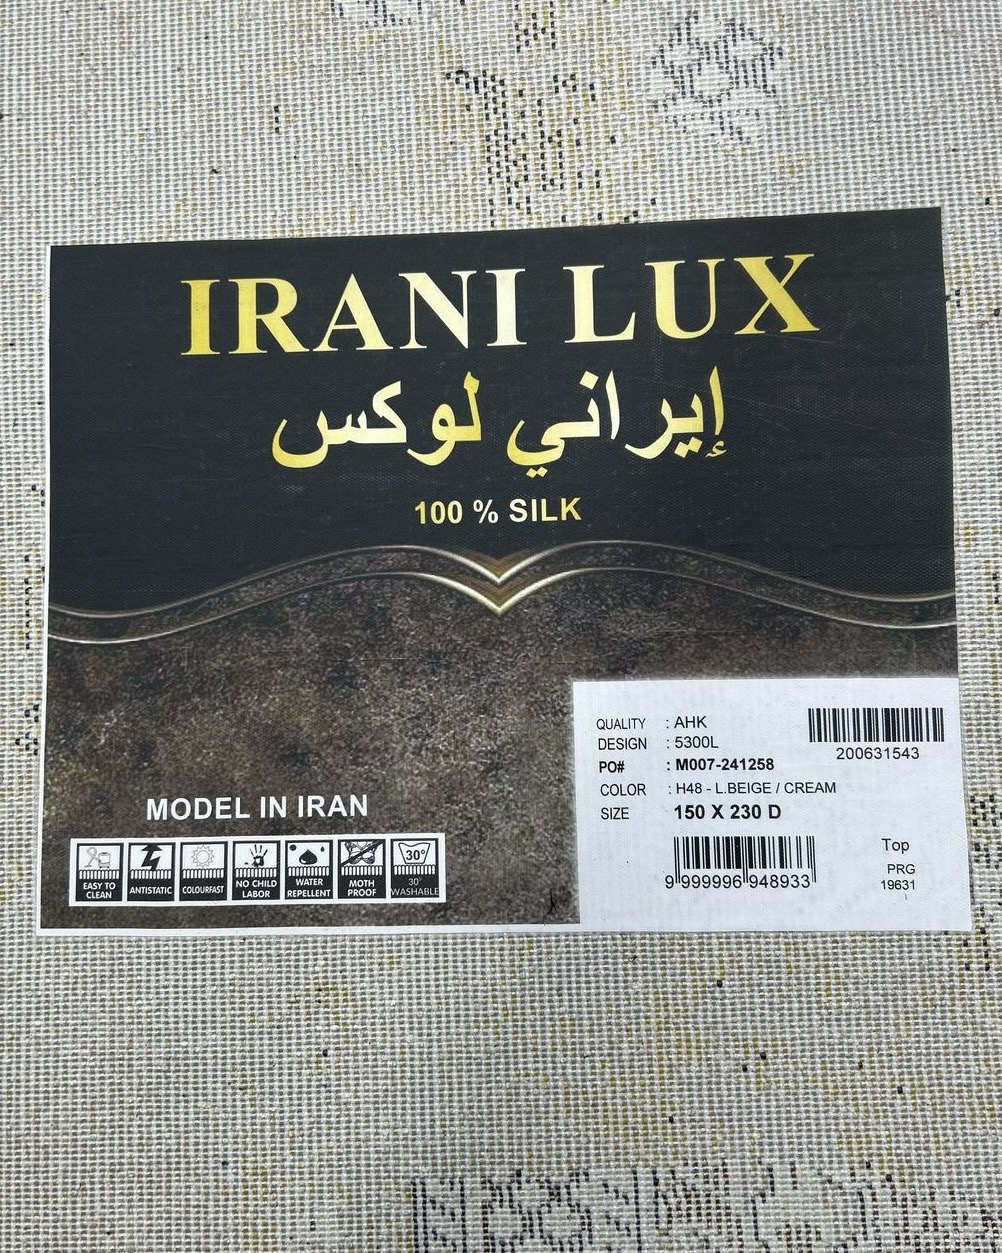 IRANI LUX
إيراني لوكس
100 % SILK
QUALITY : AHK
DESIGN : 5300L
PO# : M007-241258
COLOR : H48 - L.BEIGE / CREAM
SIZE 150 X 230 D
200631543
9 999996 948933
Top
PRG
19631
MODEL IN IRAN
EASY TO CLEAN
ANTISTATIC
COLOURFAST
NO CHILD LABOR
WATER REPELLENT
MOTH PROOF
30°
30° WASHABLE